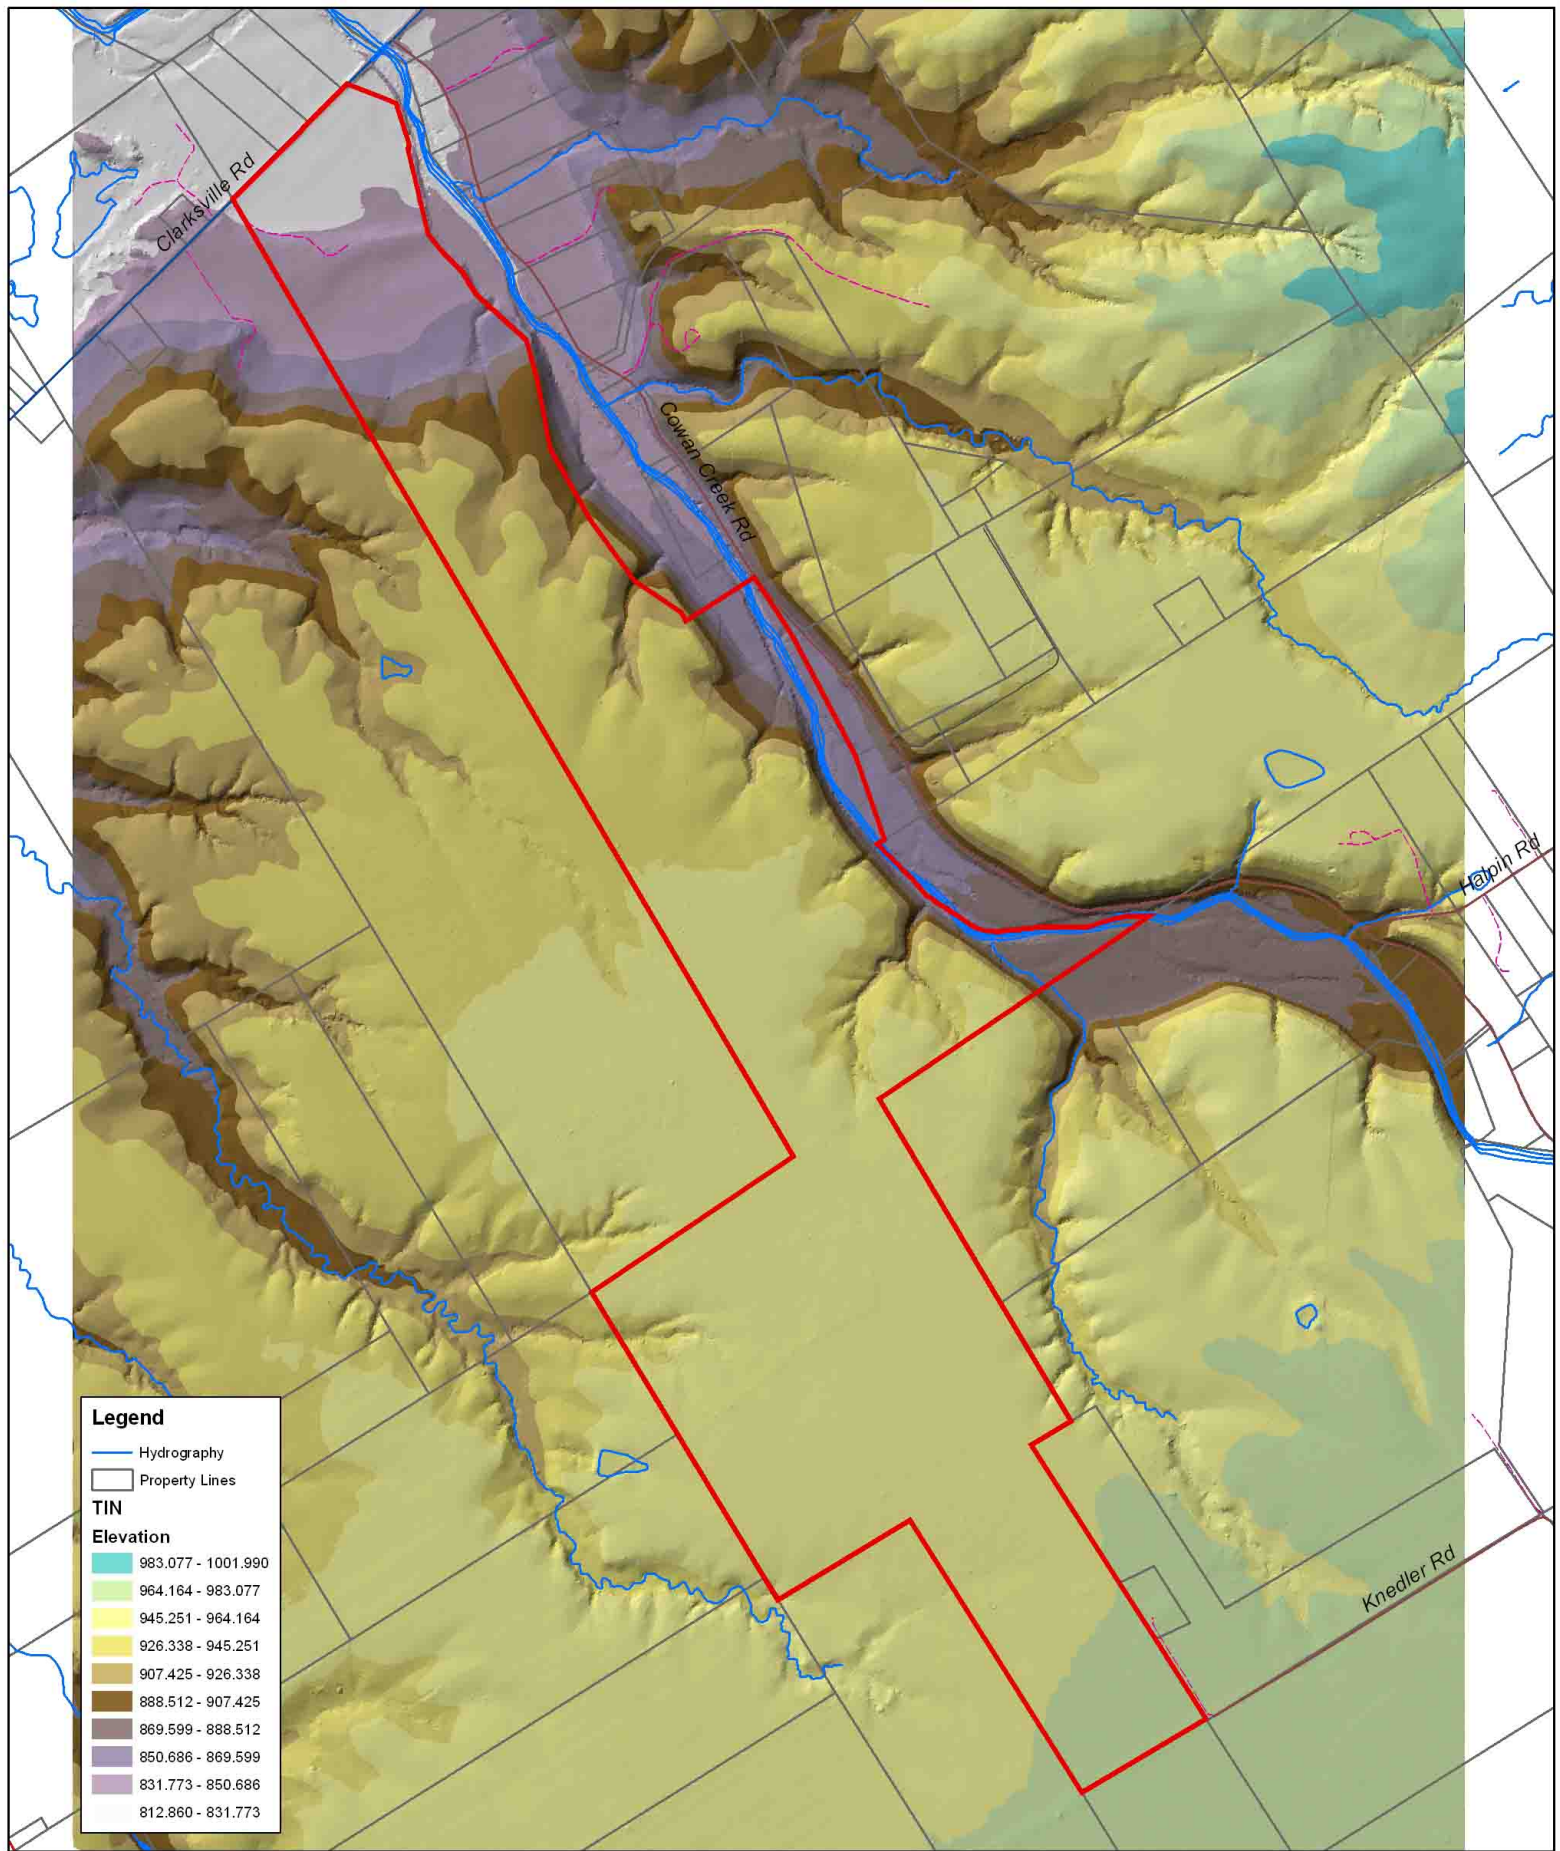 Clarksville Rd
Cowan Creek Rd
Halpin Rd
Knedler Rd
Legend
Hydrography
Property Lines
TIN
Elevation
983.077 - 1001.990
964.164 - 983.077
945.251 - 964.164
926.338 - 945.251
907.425 - 926.338
888.512 - 907.425
869.599 - 888.512
850.686 - 869.599
831.773 - 850.686
812.860 - 831.773